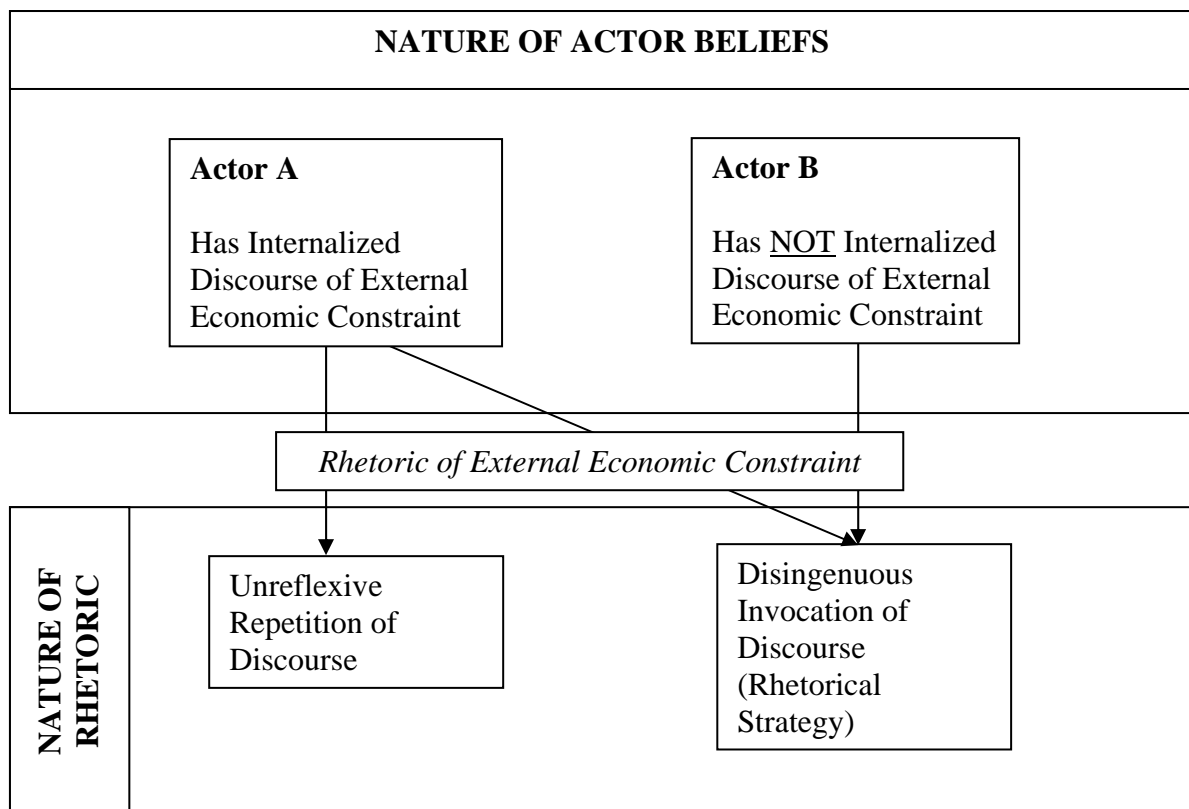 NATURE OF ACTOR BELIEFS
Actor A
Has Internalized
Discourse of External
Economic Constraint
Actor B
Has NOT Internalized
Discourse of External
Economic Constraint
Rhetoric of External Economic Constraint
NATURE OF
RHETORIC
Unreflexive
Repetition of
Discourse
Disingenuous
Invocation of
Discourse
(Rhetorical
Strategy)